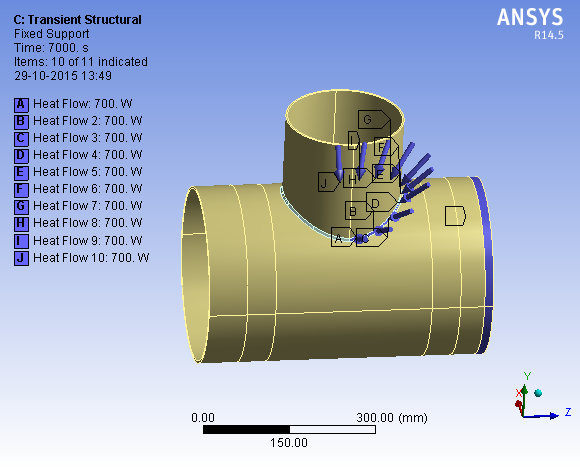 C: Transient Structural
Fixed Support
Time: 7000. s
Items: 10 of 11 indicated
29-10-2015 13:49
A Heat Flow: 700. W
B Heat Flow 2: 700. W
C Heat Flow 3: 700. W
D Heat Flow 4: 700. W
E Heat Flow 5: 700. W
F Heat Flow 6: 700. W
G Heat Flow 7: 700. W
H Heat Flow 8: 700. W
I Heat Flow 9: 700. W
J Heat Flow 10: 700. W
ANSYS
R14.5
G
I
F
J
H
E
B
D
A
Y
X
Z
0.00
300.00 (mm)
150.00